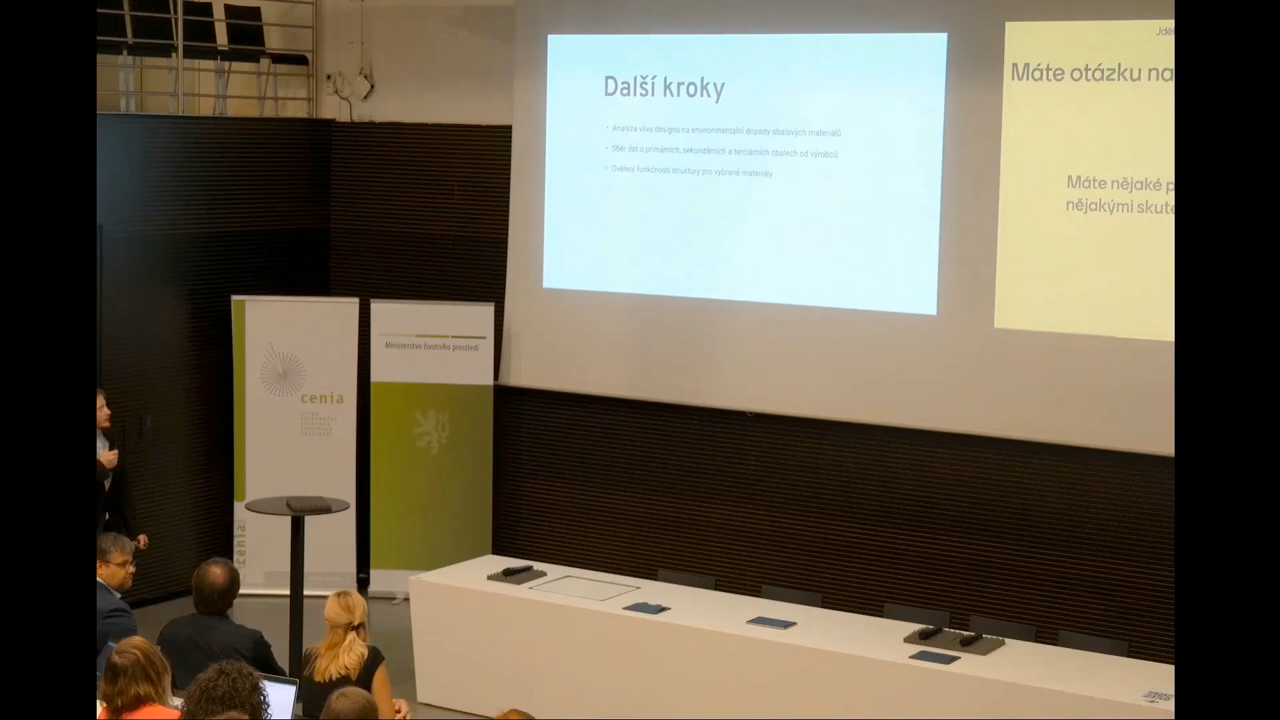 Další kroky
• Analýza vlivu designu na environmentální dopady obalových materiálů
• Sběr dat o primárních, sekundárních a terciárních obalech od výrobců
• Ověření funkčnosti struktury pro vybrané materiály
Máte otázku na
Máte nějaké p
nějakými skute
cenia
Ministerstvo životního prostředí
cenia